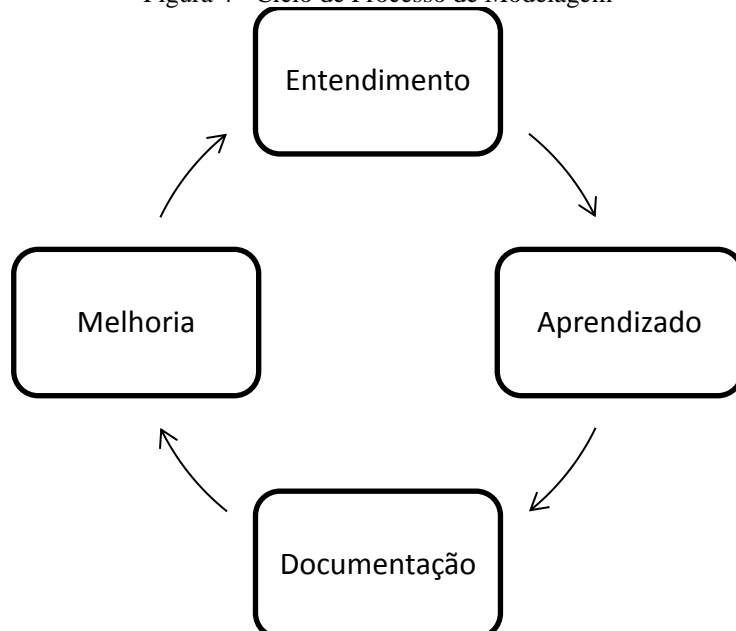 Figura 4 - Ciclo de Processo de Modelagem
Entendimento
Melhoria
Aprendizado
Documentação